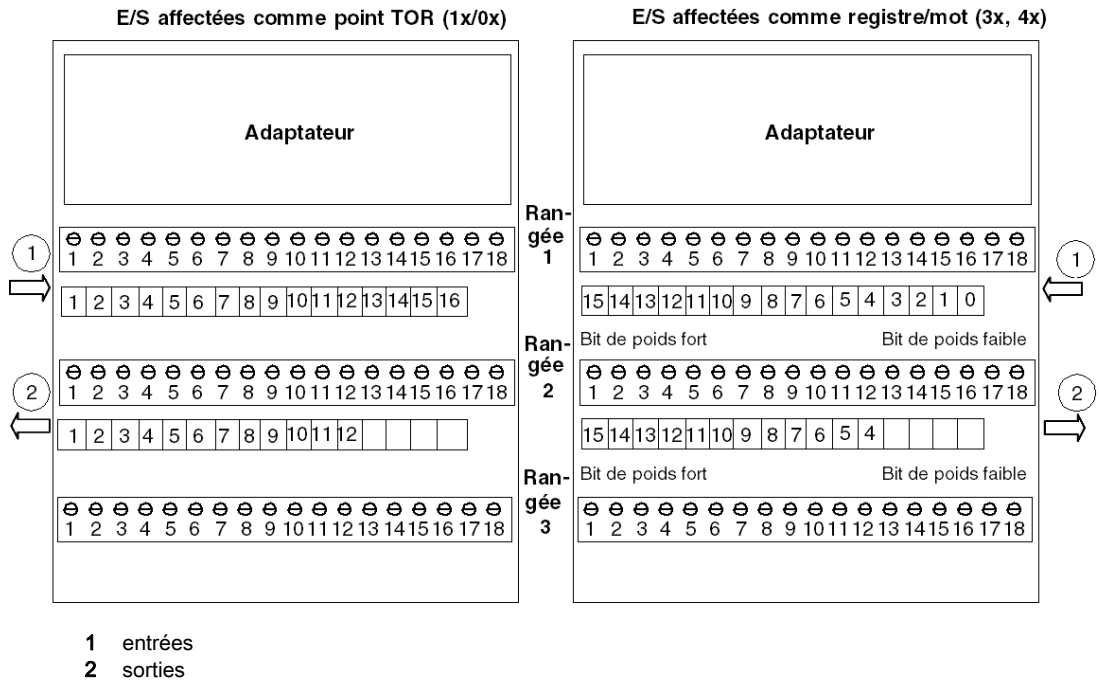 E/S affectées comme point TOR (1x/0x)
E/S affectées comme registre/mot (3x, 4x)
Adaptateur
Adaptateur
Ran-
gée
1
1
1 2 3 4 5 6 7 8 9 10 11 12 13 14 15 16 17 18
1 2 3 4 5 6 7 8 9 10 11 12 13 14 15 16 17 18
1
1 2 3 4 5 6 7 8 9 10 11 12 13 14 15 16
15 14 13 12 11 10 9 8 7 6 5 4 3 2 1 0
Bit de poids fort
Bit de poids faible
Ran-
gée
2
2
1 2 3 4 5 6 7 8 9 10 11 12 13 14 15 16 17 18
1 2 3 4 5 6 7 8 9 10 11 12 13 14 15 16 17 18
2
1 2 3 4 5 6 7 8 9 10 11 12
15 14 13 12 11 10 9 8 7 6 5 4
Bit de poids fort
Bit de poids faible
Ran-
gée
3
1 2 3 4 5 6 7 8 9 10 11 12 13 14 15 16 17 18
1 2 3 4 5 6 7 8 9 10 11 12 13 14 15 16 17 18
1 entrées
2 sorties